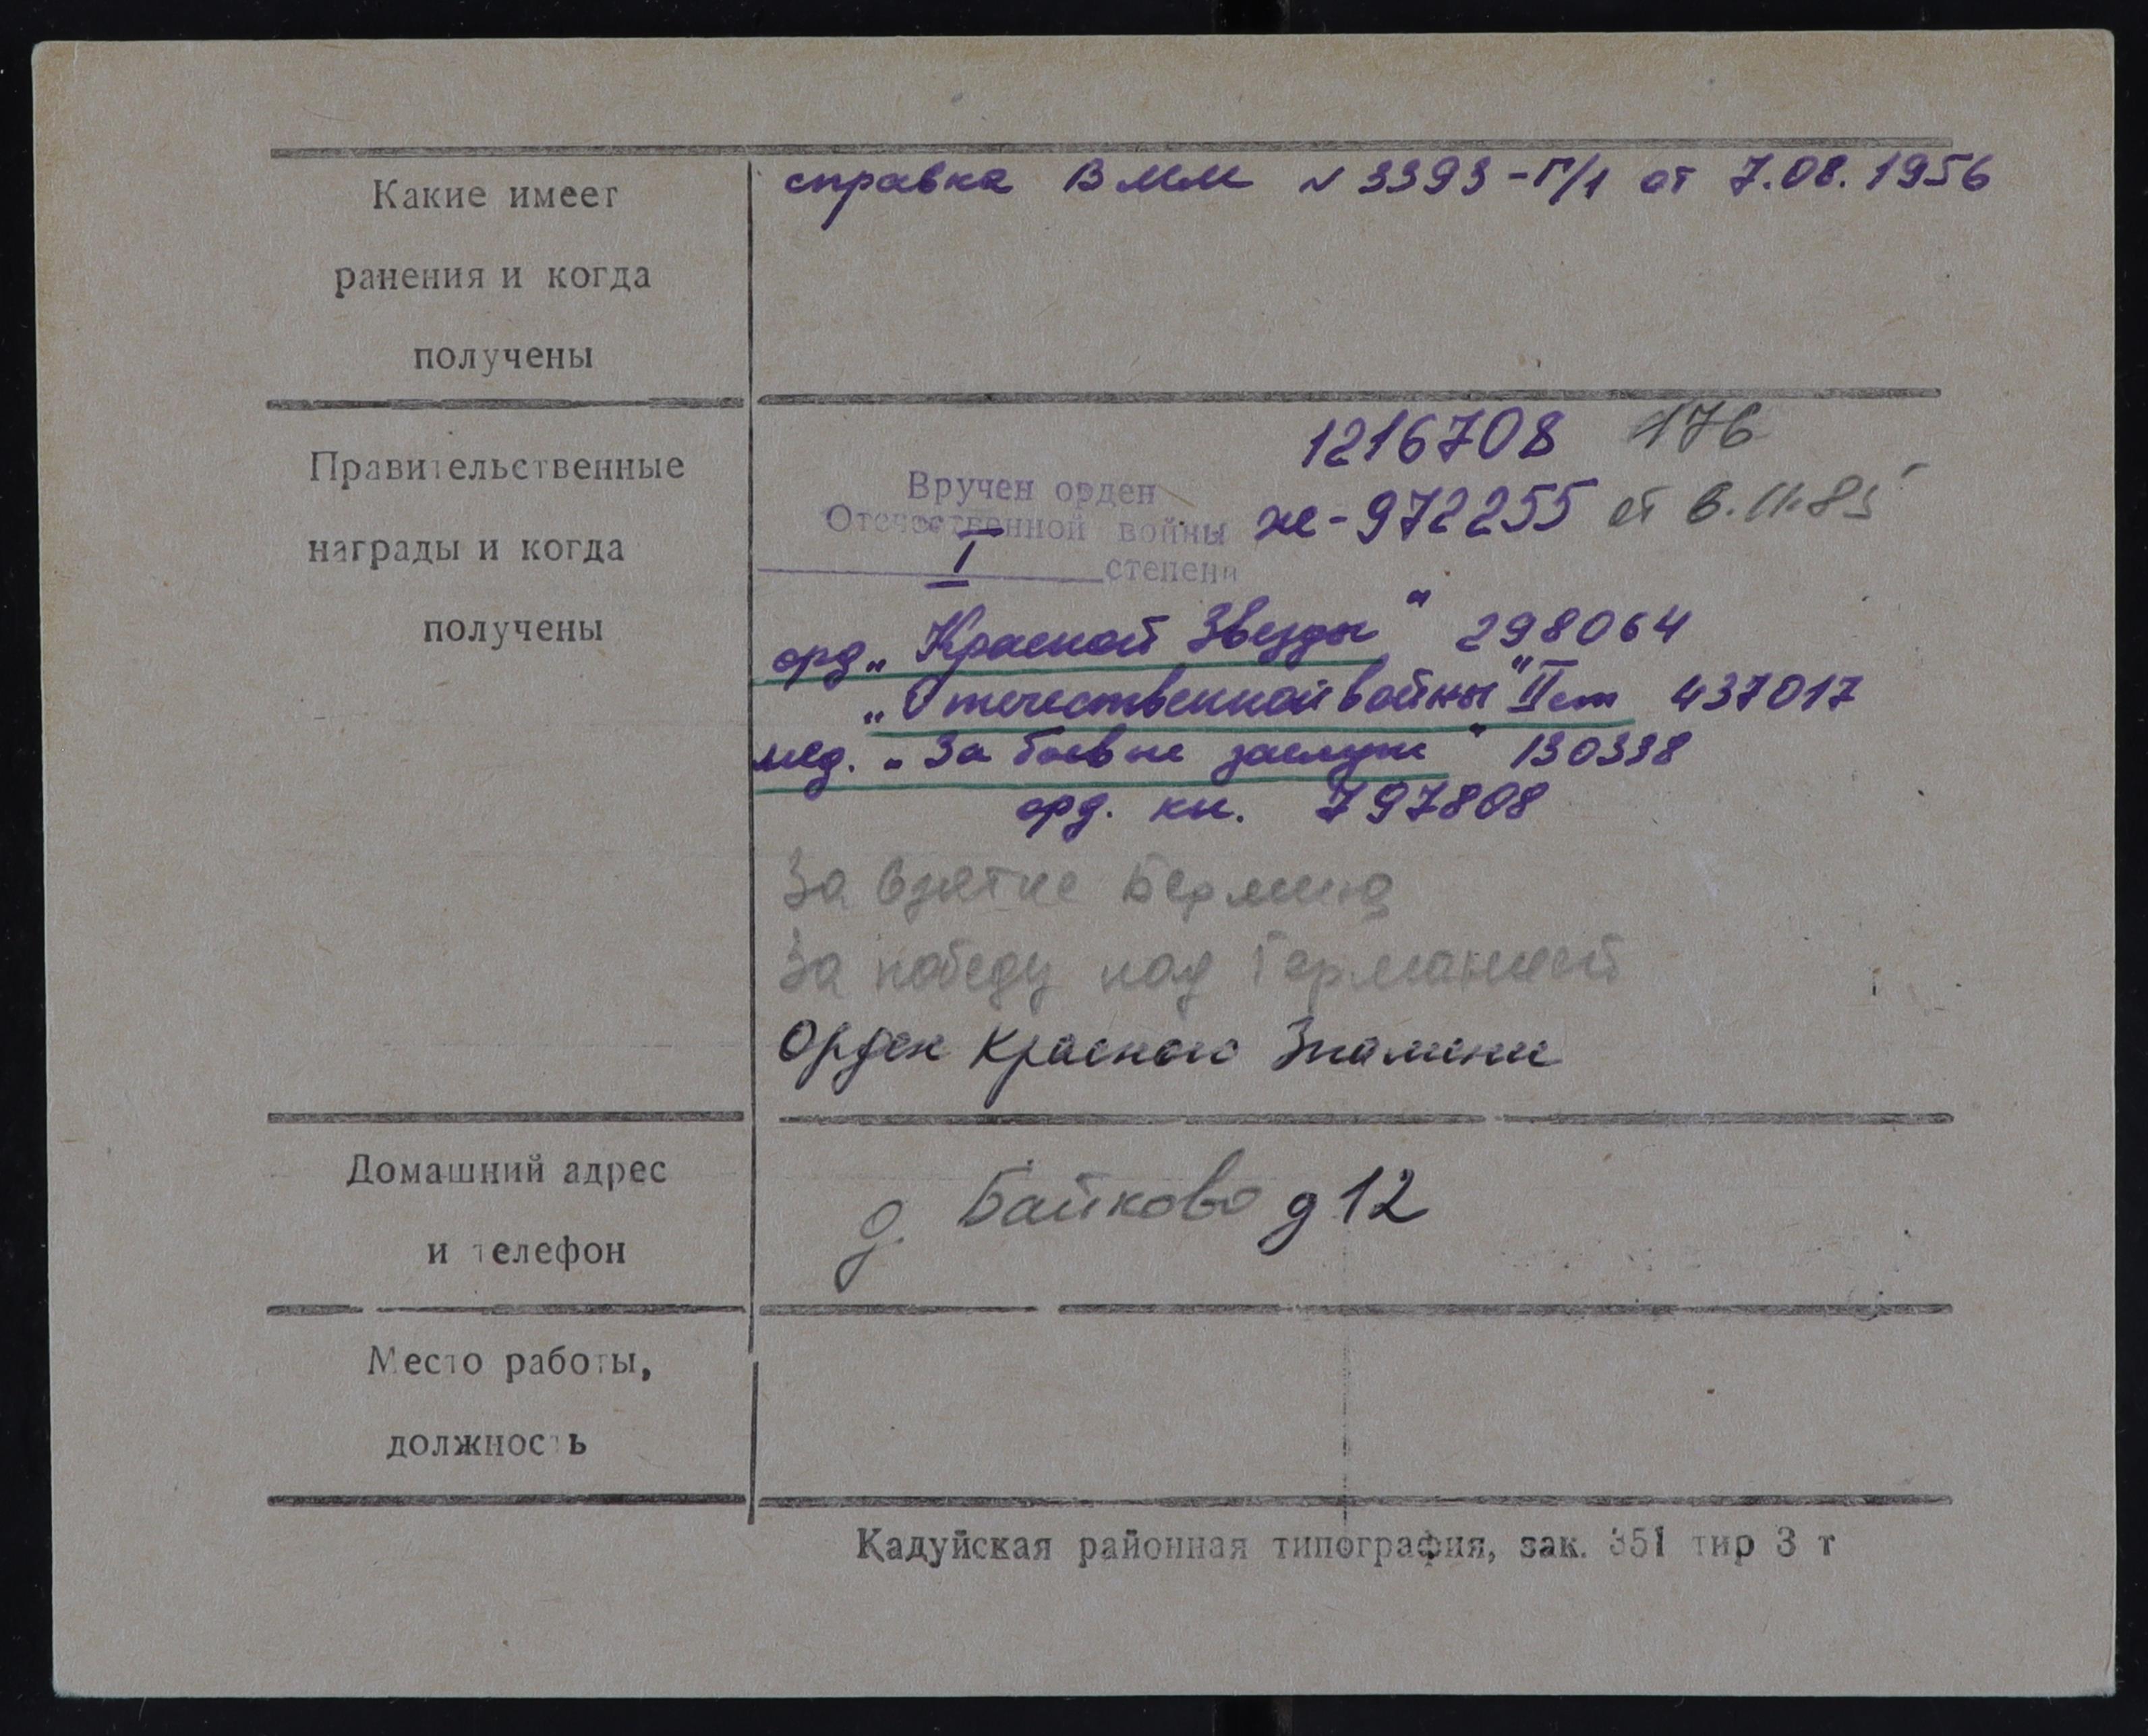 Какие имеет
ранения и когда
получены
справка ВММ № 3393-Г/1 от 7.08.1956
Правительственные
награды и когда
получены
1216708 176
Вручен орден
Отечественной войны
I степени
же-972255 от 6.11.85
орд. „Красной Звезды" 298064
„Отечественной войны" II ст 437017
мед. „За боевые заслуги" 130338
орд. кн. 797808
За взятие Берлина
За победу над Германией
Орден Красного Знамени
Домашний адрес
и телефон
д. Байково д 12
Место работы,
должность
Кадуйская районная типография, зак. 351 тир 3 т